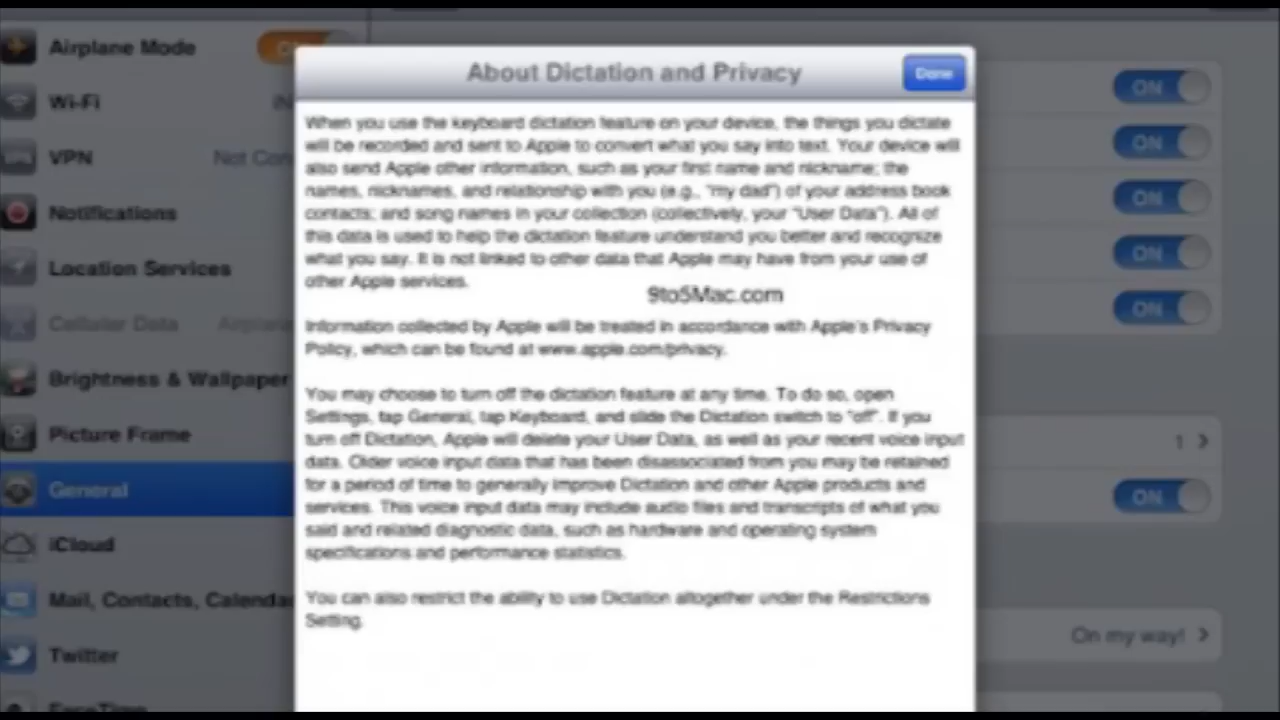 Airplane Mode
Wi-Fi
VPN
Not Con
Notifications
Location Services
Cellular Data
Airplane
Brightness & Wallpaper
Picture Frame
General
iCloud
Mail, Contacts, Calenda
Twitter
FaceTime
About Dictation and Privacy
Done
When you use the keyboard dictation feature on your device, the things you dictate
will be recorded and sent to Apple to convert what you say into text. Your device will
also send Apple other information, such as your first name and nickname; the
names, nicknames, and relationship with you (e.g., "my dad") of your address book
contacts; and song names in your collection (collectively, your "User Data"). All of
this data is used to help the dictation feature understand you better and recognize
what you say. It is not linked to other data that Apple may have from your use of
other Apple services.
9to5Mac.com
Information collected by Apple will be treated in accordance with Apple's Privacy
Policy, which can be found at www.apple.com/privacy.
You may choose to turn off the dictation feature at any time. To do so, open
Settings, tap General, tap Keyboard, and slide the Dictation switch to "off". If you
turn off Dictation, Apple will delete your User Data, as well as your recent voice input
data. Older voice input data that has been disassociated from you may be retained
for a period of time to generally improve Dictation and other Apple products and
services. This voice input data may include audio files and transcripts of what you
said and related diagnostic data, such as hardware and operating system
specifications and performance statistics.
You can also restrict the ability to use Dictation altogether under the Restrictions
Setting.
ON
ON
ON
ON
ON
1
ON
On my way!